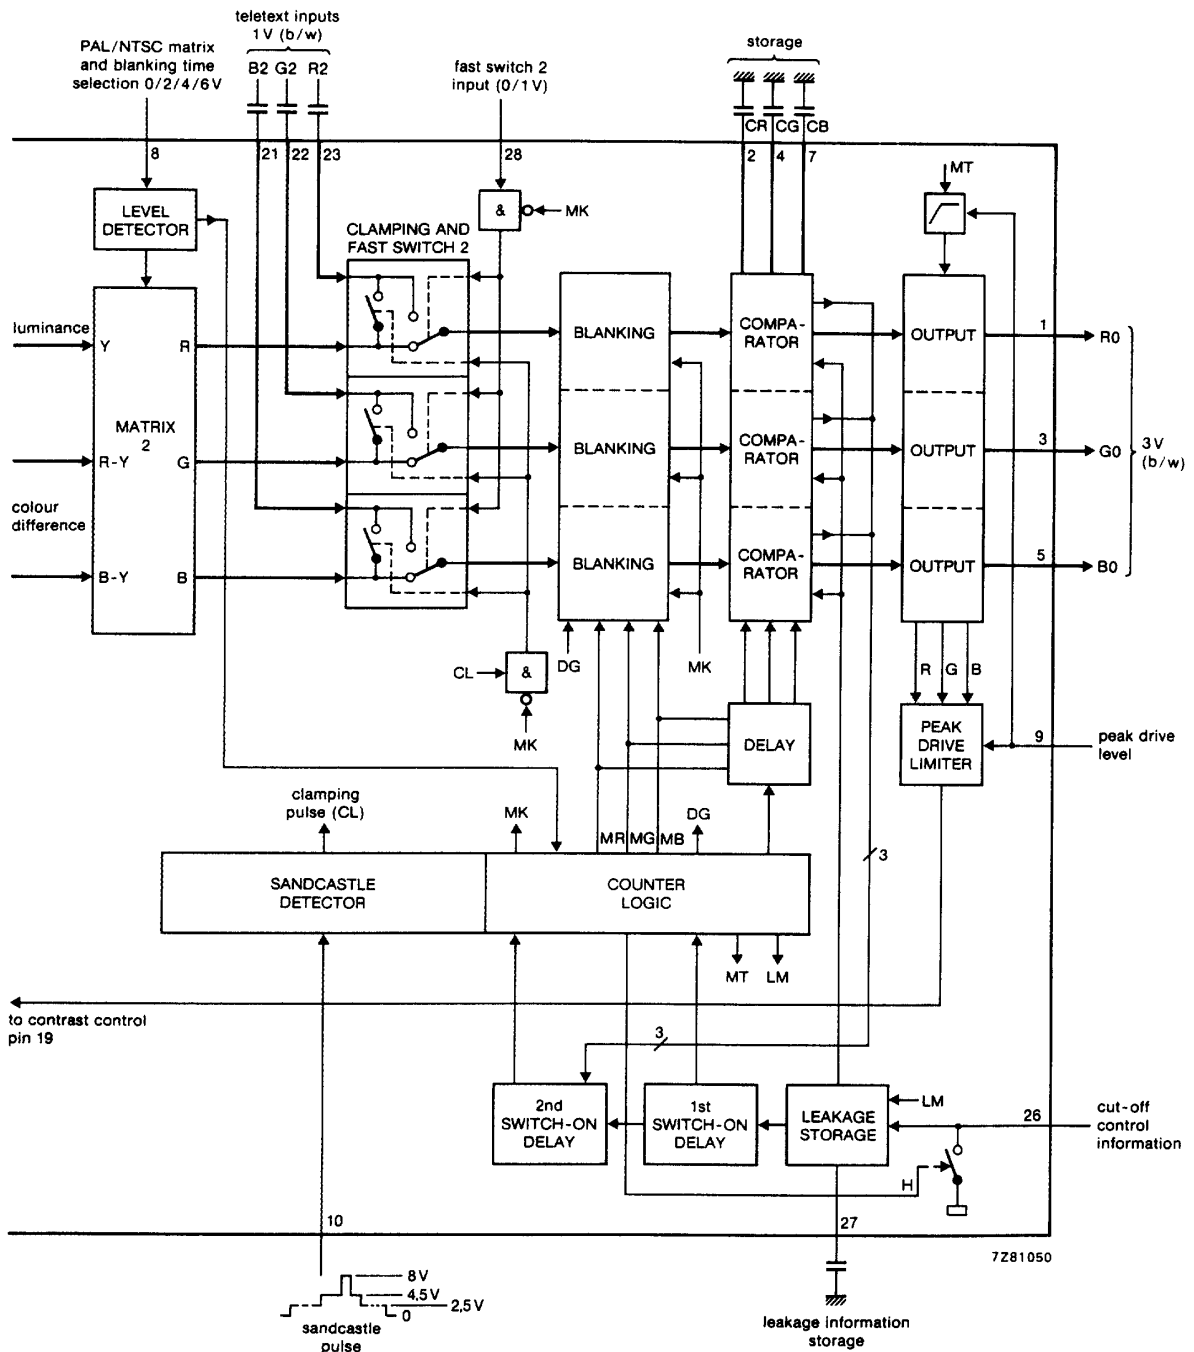 teletext inputs
1 V (b/w)
PAL/NTSC matrix
and blanking time
selection 0/2/4/6 V
B2 G2 R2
fast switch 2
input (0/1 V)
storage
CR CG CB
8
21 22 23
28
2 4 7
MT
LEVEL
DETECTOR
& MK
CLAMPING AND
FAST SWITCH 2
luminance
Y R
BLANKING
COMPA-
RATOR
OUTPUT
1
R0
MATRIX
2
R-Y G
BLANKING
COMPA-
RATOR
OUTPUT
3
G0
3 V
(b/w)
colour
difference
B-Y B
BLANKING
COMPA-
RATOR
OUTPUT
5
B0
CL & DG MK
MK
R G B
DELAY
PEAK
DRIVE
LIMITER
9
peak drive
level
clamping
pulse (CL)
MK
MR MG MB
DG
3
SANDCASTLE
DETECTOR
COUNTER
LOGIC
MT LM
to contrast control
pin 19
3
2nd
SWITCH-ON
DELAY
1st
SWITCH-ON
DELAY
LEAKAGE
STORAGE
LM
26
cut-off
control
information
H
10
27
7Z81050
8 V
4,5 V
2,5 V
0
sandcastle
pulse
leakage information
storage